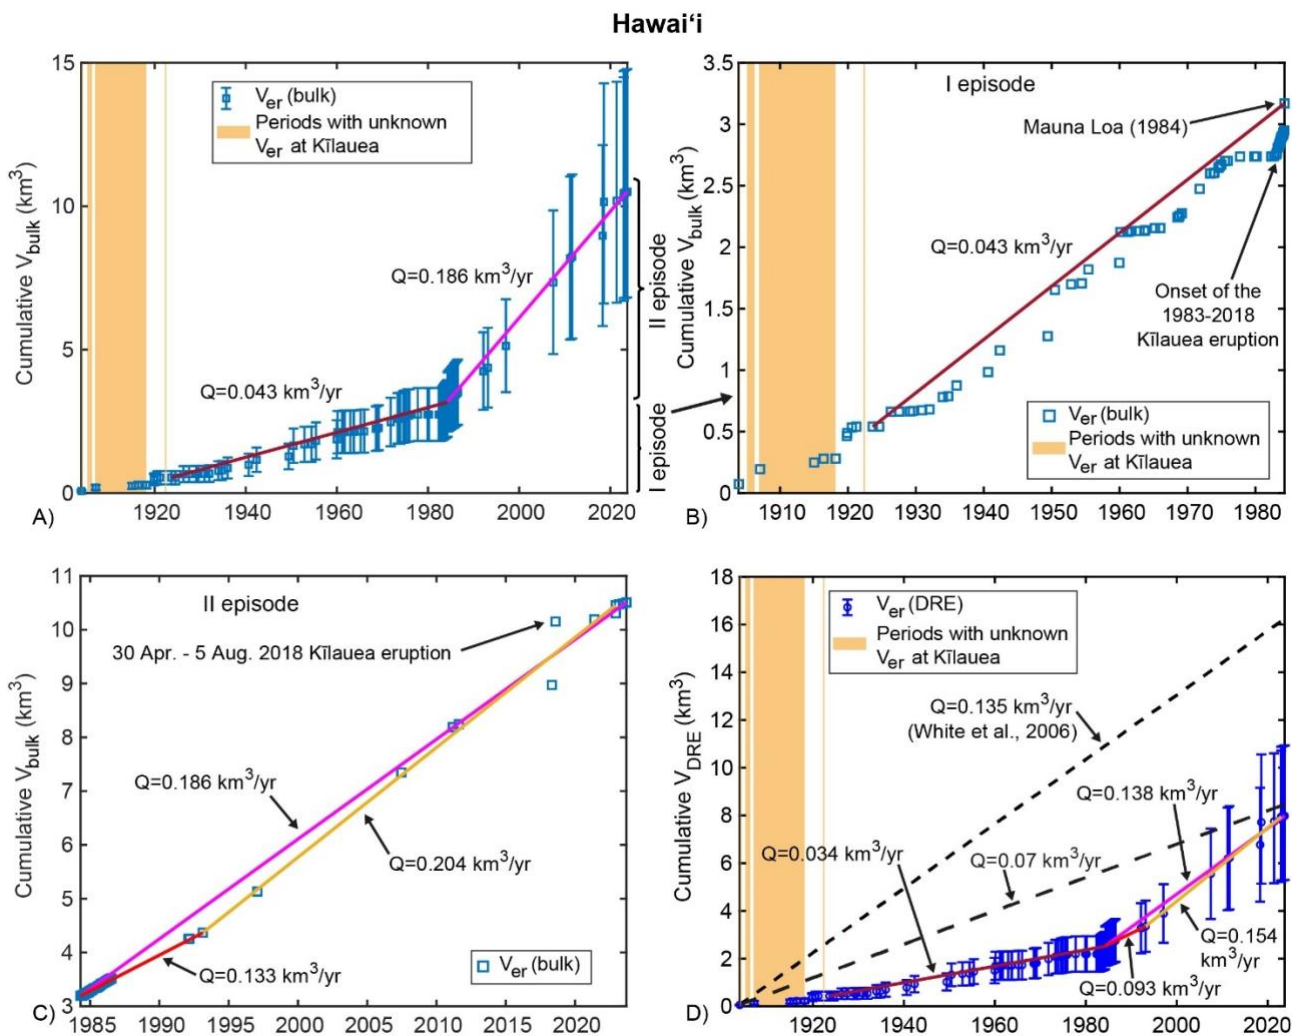 Hawai‘i
15
10
5
0
Cumulative V_bulk (km³)
V_er (bulk)
Periods with unknown
V_er at Kīlauea
Q=0.186 km³/yr
Q=0.043 km³/yr
II episode
I episode
1920
1940
1960
1980
2000
2020
A)
3.5
3
2.5
2
1.5
1
0.5
0
Cumulative V_bulk (km³)
I episode
Mauna Loa (1984)
Q=0.043 km³/yr
Onset of the
1983-2018
Kīlauea eruption
V_er (bulk)
Periods with unknown
V_er at Kīlauea
1910
1920
1930
1940
1950
1960
1970
1980
B)
11
10
9
8
7
6
5
4
3
Cumulative V_bulk (km³)
II episode
30 Apr. - 5 Aug. 2018 Kīlauea eruption
Q=0.186 km³/yr
Q=0.204 km³/yr
Q=0.133 km³/yr
V_er (bulk)
1985
1990
1995
2000
2005
2010
2015
2020
C)
18
16
14
12
10
8
6
4
2
0
Cumulative V_DRE (km³)
V_er (DRE)
Periods with unknown
V_er at Kīlauea
Q=0.135 km³/yr
(White et al., 2006)
Q=0.138 km³/yr
Q=0.034 km³/yr
Q=0.07 km³/yr
Q=0.154
km³/yr
Q=0.093 km³/yr
1920
1940
1960
1980
2000
2020
D)